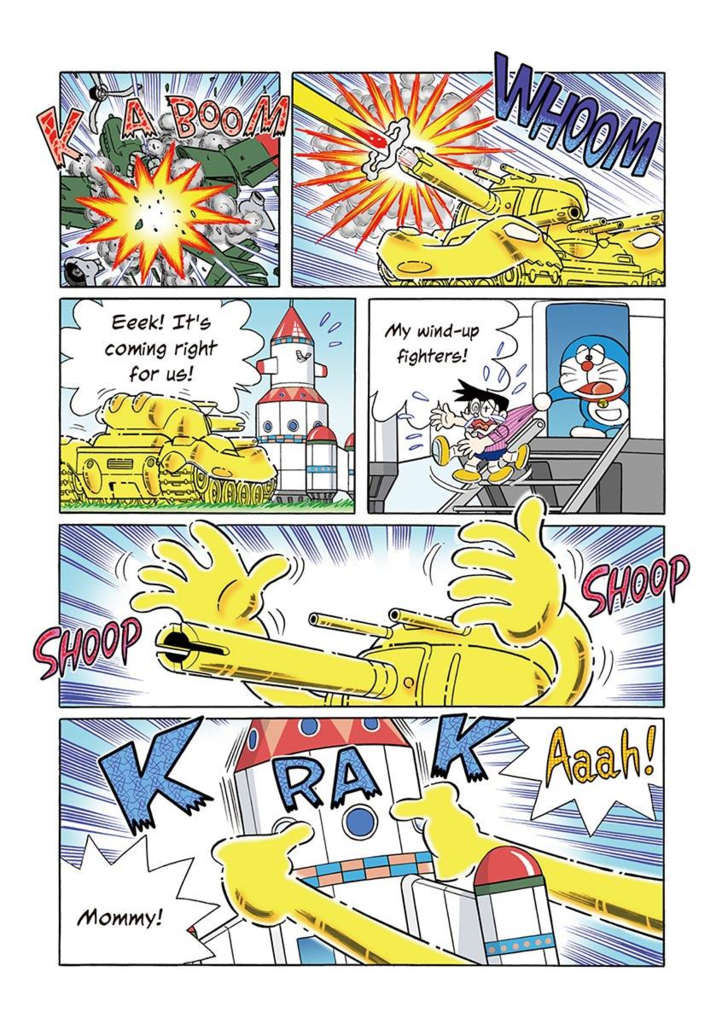 KABOOM
WHOOM
Eeek! It's
coming right
for us!
My wind-up
fighters!
SHOOP
SHOOP
KRAK
Aaah!
Mommy!